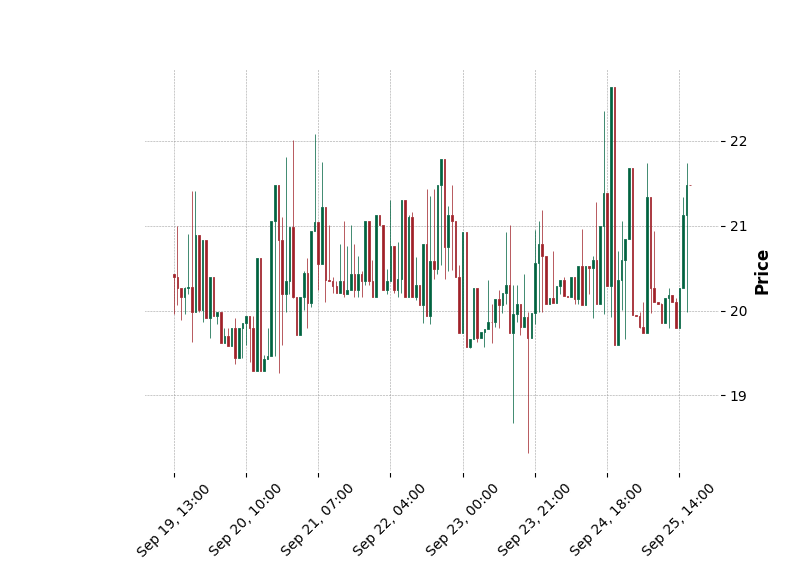 22
21
20
19
Price
Sep 19, 13:00
Sep 20, 10:00
Sep 21, 07:00
Sep 22, 04:00
Sep 23, 00:00
Sep 23, 21:00
Sep 24, 18:00
Sep 25, 14:00